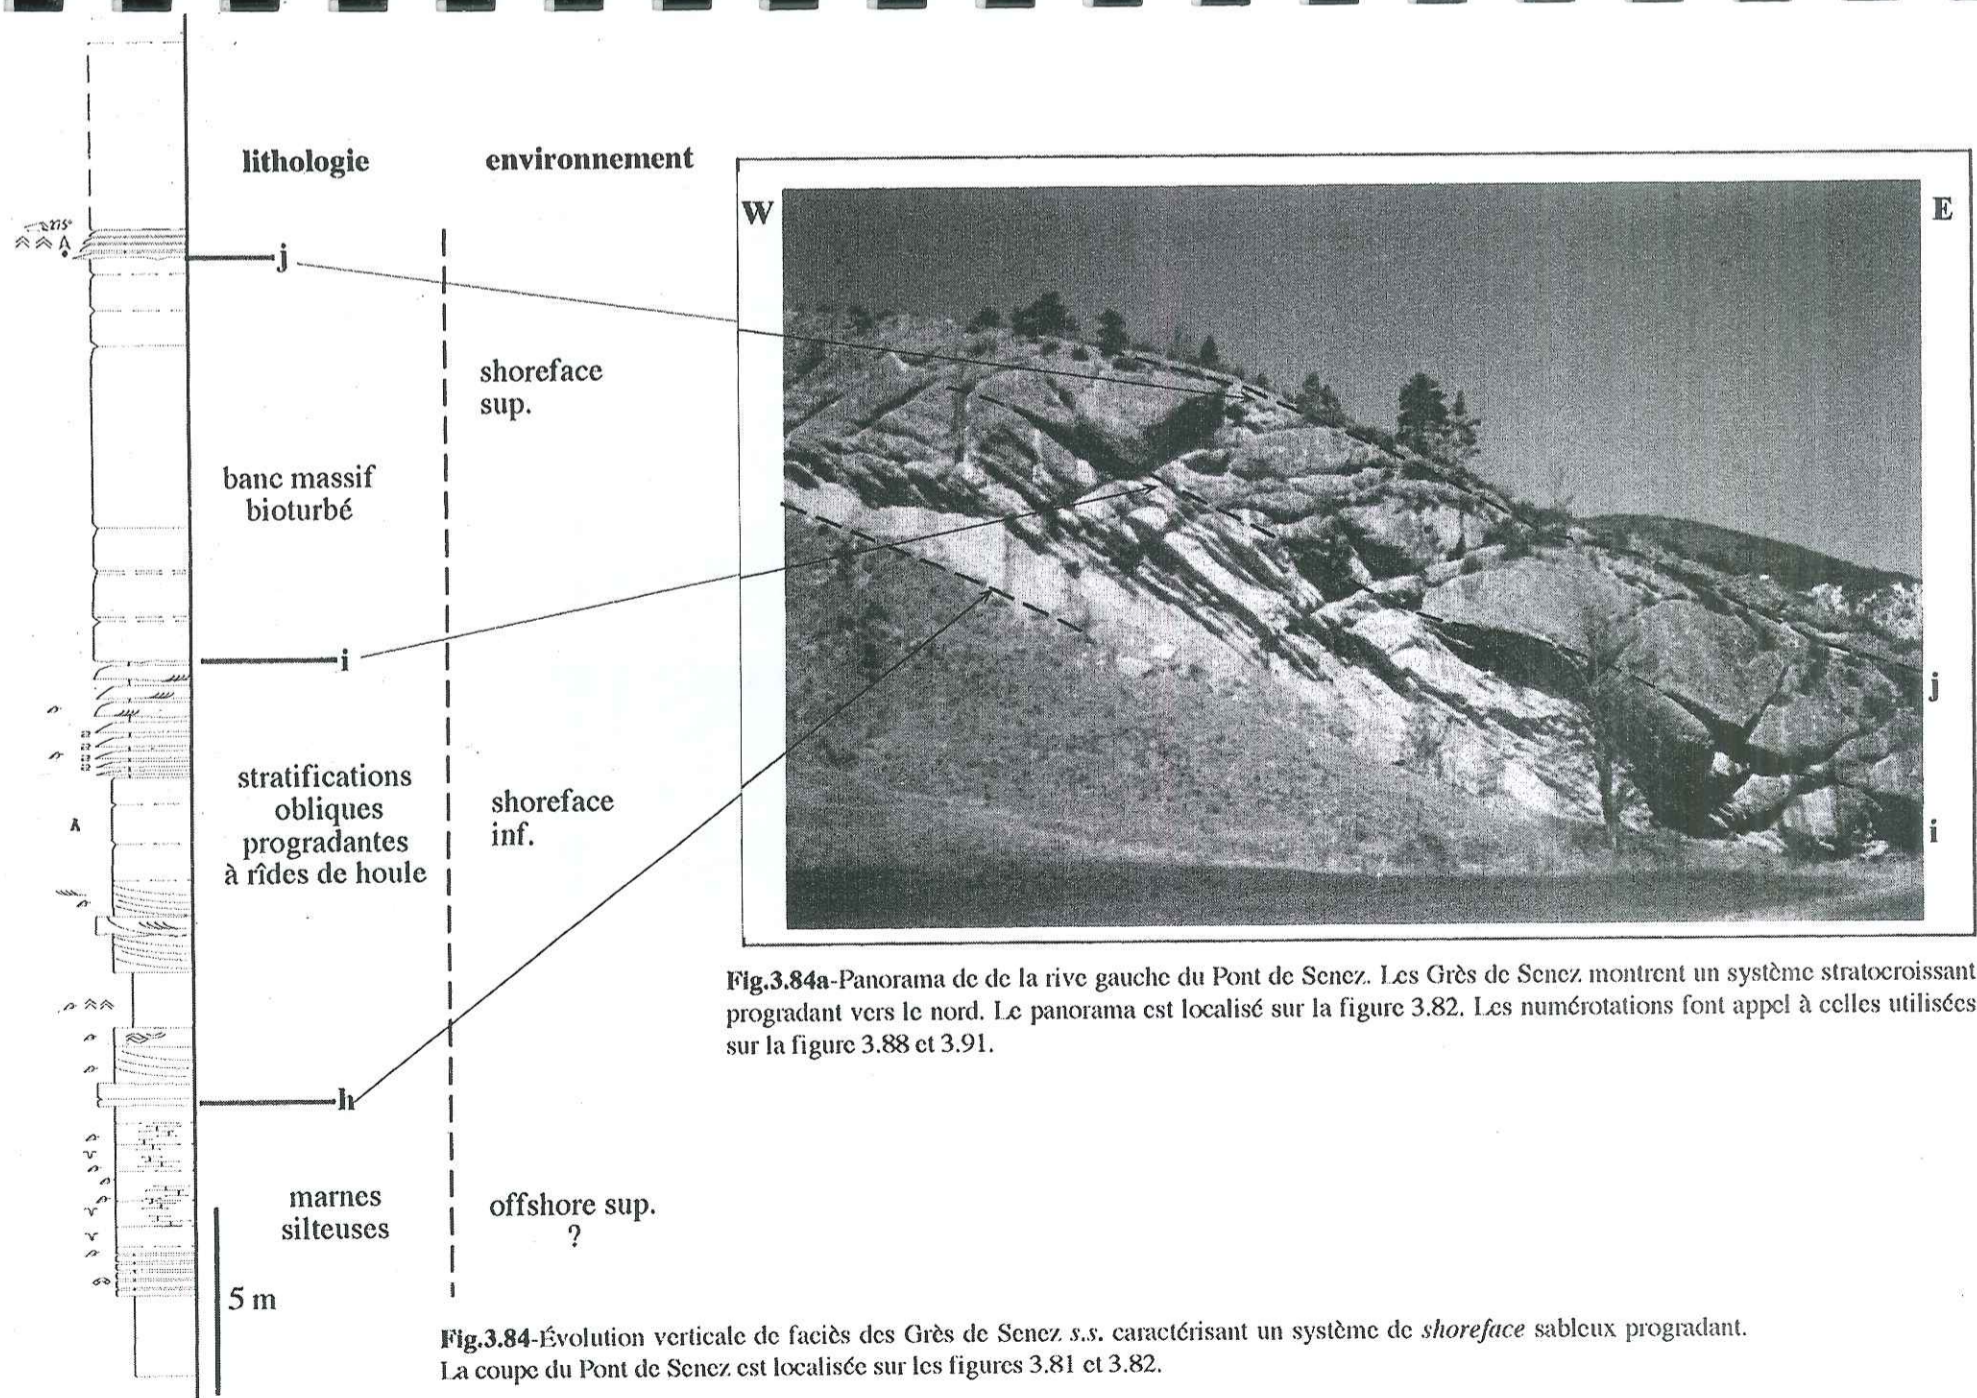 lithologie
environnement
275°
j
shoreface
sup.
banc massif
bioturbé
i
stratifications
obliques
progradantes
à rîdes de houle
shoreface
inf.
h
marnes
silteuses
offshore sup.
?
5 m
W
E
j
i
Fig.3.84a-Panorama de de la rive gauche du Pont de Senez. Les Grès de Senez montrent un système stratocroissant
progradant vers le nord. Le panorama est localisé sur la figure 3.82. Les numérotations font appel à celles utilisées
sur la figure 3.88 et 3.91.
Fig.3.84-Évolution verticale de faciès des Grès de Senez s.s. caractérisant un système de shoreface sableux progradant.
La coupe du Pont de Senez est localisée sur les figures 3.81 et 3.82.